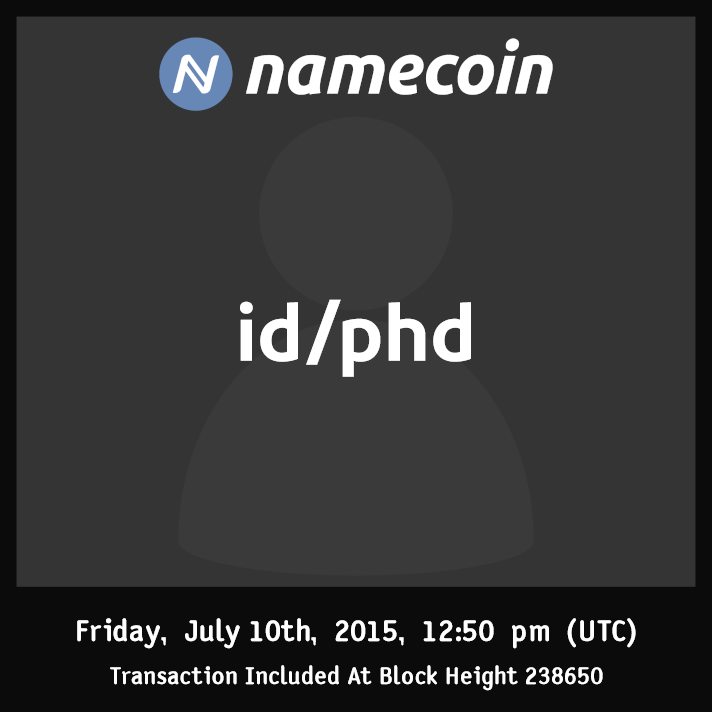 namecoin
id/phd
Friday, July 10th, 2015, 12:50 pm (UTC)
Transaction Included At Block Height 238650